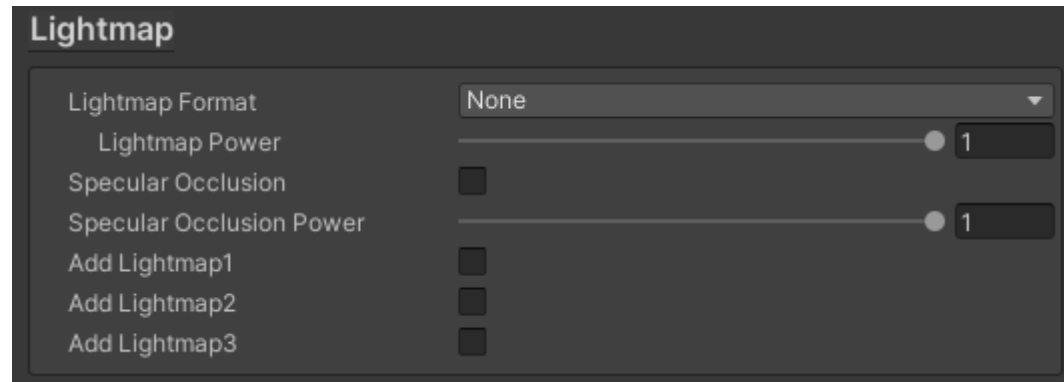 Lightmap
Lightmap Format None
Lightmap Power 1
Specular Occlusion
Specular Occlusion Power 1
Add Lightmap1
Add Lightmap2
Add Lightmap3